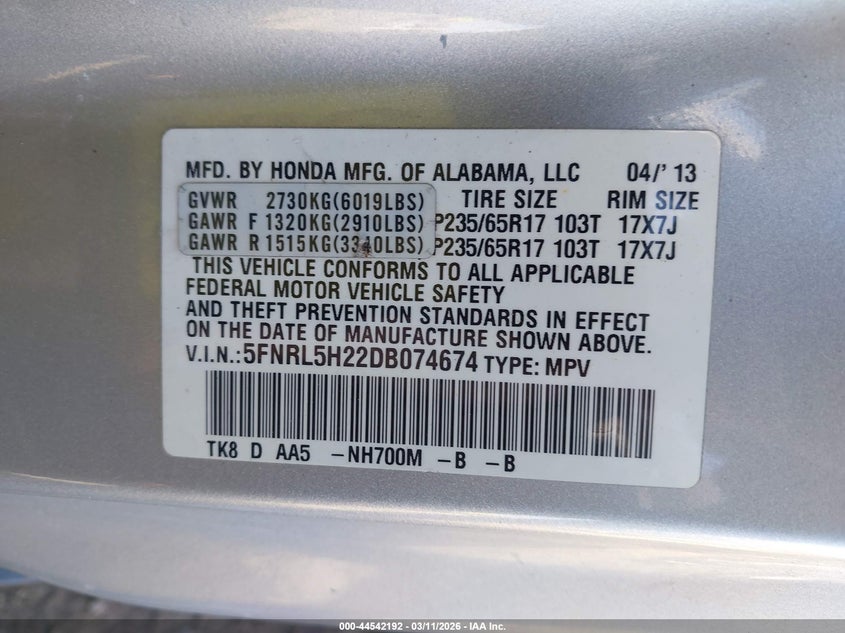 MFD. BY HONDA MFG. OF ALABAMA, LLC 04/' 13
GVWR 2730KG(6019LBS) TIRE SIZE RIM SIZE
GAWR F 1320KG(2910LBS) P235/65R17 103T 17X7J
GAWR R 1515KG(3340LBS) P235/65R17 103T 17X7J
THIS VEHICLE CONFORMS TO ALL APPLICABLE
FEDERAL MOTOR VEHICLE SAFETY
AND THEFT PREVENTION STANDARDS IN EFFECT
ON THE DATE OF MANUFACTURE SHOWN ABOVE.
V.I.N.: 5FNRL5H22DB074674 TYPE: MPV
TK8 D AA5 -NH700M -B -B
000-44542192 - 03/11/2026 - IAA Inc.